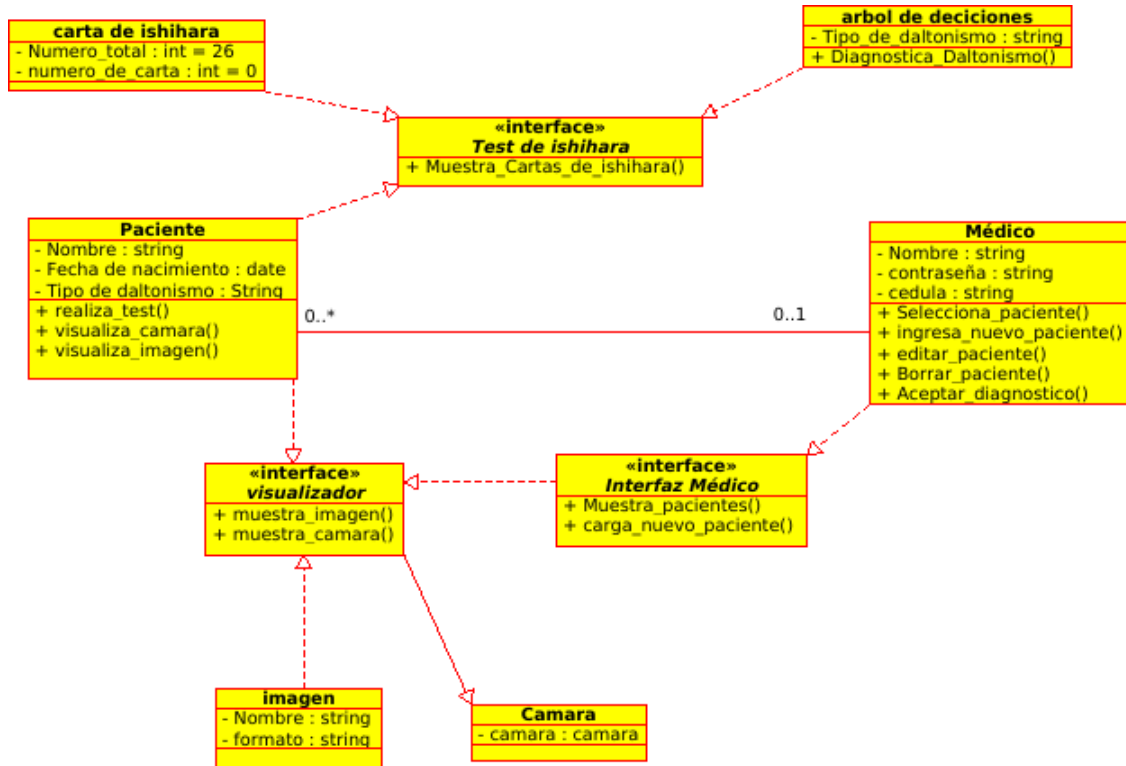 carta de ishihara
- Numero_total : int = 26
- numero_de_carta : int = 0
arbol de deciciones
- Tipo_de_daltonismo : string
+ Diagnostica_Daltonismo()
«interface»
Test de ishihara
+ Muestra_Cartas_de_ishihara()
Paciente
- Nombre : string
- Fecha de nacimiento : date
- Tipo de daltonismo : String
+ realiza_test()
+ visualiza_camara()
+ visualiza_imagen()
0..*
0..1
Médico
- Nombre : string
- contraseña : string
- cedula : string
+ Selecciona_paciente()
+ ingresa_nuevo_paciente()
+ editar_paciente()
+ Borrar_paciente()
+ Aceptar_diagnostico()
«interface»
visualizador
+ muestra_imagen()
+ muestra_camara()
«interface»
Interfaz Médico
+ Muestra_pacientes()
+ carga_nuevo_paciente()
imagen
- Nombre : string
- formato : string
Camara
- camara : camara